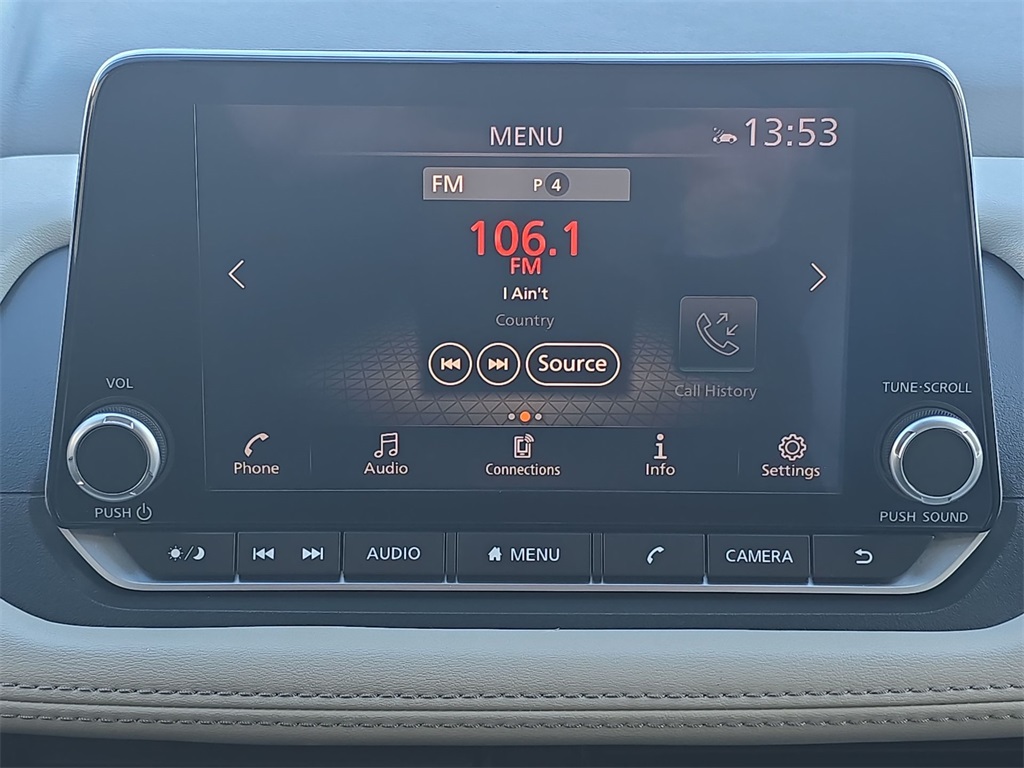 MENU
13:53
FM P 4
106.1
FM
I Ain't
Country
Source
Call History
VOL
TUNE·SCROLL
Phone
Audio
Connections
Info
Settings
PUSH
PUSH SOUND
AUDIO
MENU
CAMERA